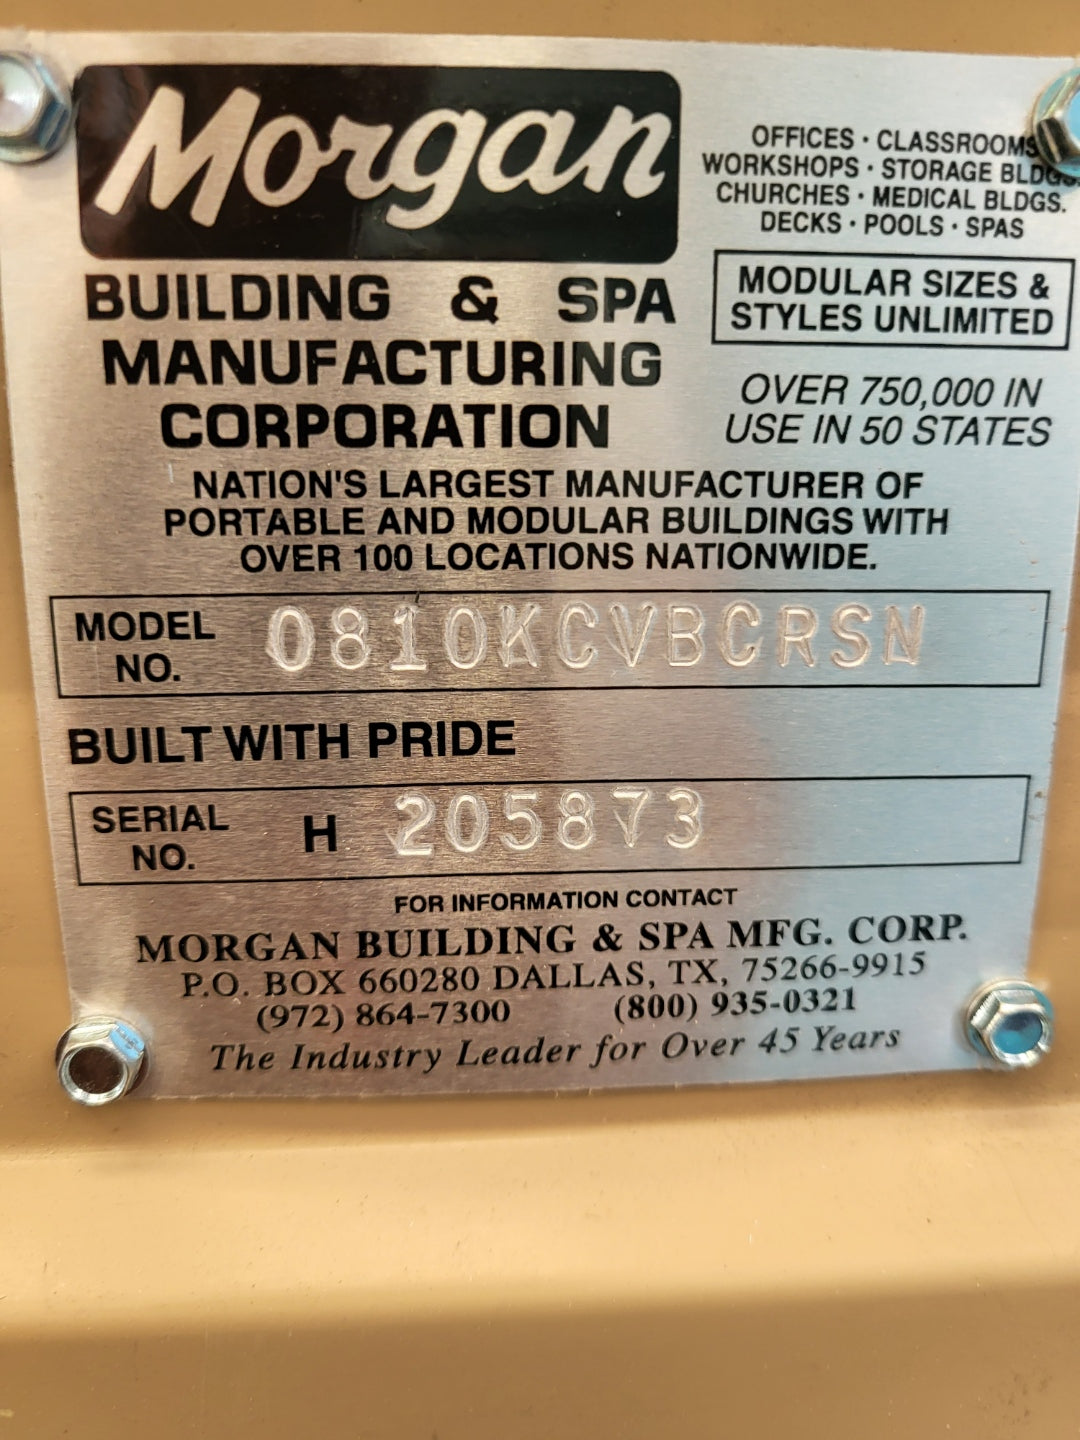 Morgan
BUILDING & SPA
MANUFACTURING
CORPORATION
OFFICES · CLASSROOMS
WORKSHOPS · STORAGE BLDGS.
CHURCHES · MEDICAL BLDGS.
DECKS · POOLS · SPAS
MODULAR SIZES &
STYLES UNLIMITED
OVER 750,000 IN
USE IN 50 STATES
NATION'S LARGEST MANUFACTURER OF
PORTABLE AND MODULAR BUILDINGS WITH
OVER 100 LOCATIONS NATIONWIDE.
MODEL
NO.
0810KCVBCRSN
BUILT WITH PRIDE
SERIAL
NO.
H 205873
FOR INFORMATION CONTACT
MORGAN BUILDING & SPA MFG. CORP.
P.O. BOX 660280 DALLAS, TX, 75266-9915
(972) 864-7300 (800) 935-0321
The Industry Leader for Over 45 Years